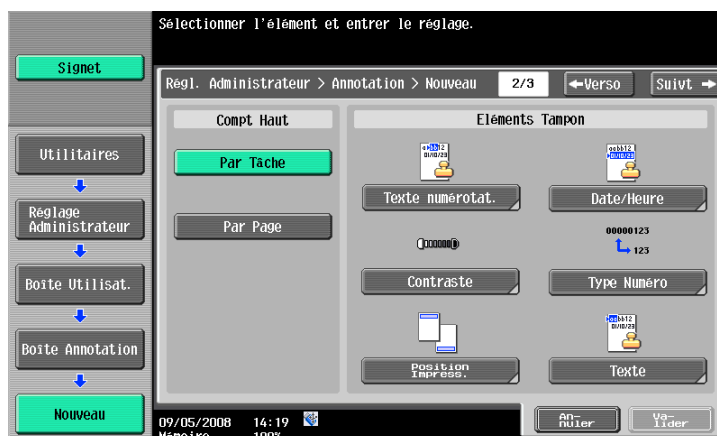 Sélectionner l'élément et entrer le réglage.
Signet
Régl. Administrateur > Annotation > Nouveau
2/3
←Verso
Suivt →
Compt Haut
Par Tâche
Par Page
Eléments Tampon
Texte numérotat.
Date/Heure
00000123
123
Contraste
Type Numéro
Position
Impress.
Texte
Utilitaires
Réglage
Administrateur
Boîte Utilisat.
Boîte Annotation
Nouveau
09/05/2008 14:19
Mémoire 100%
An-
nuler
Va-
lider